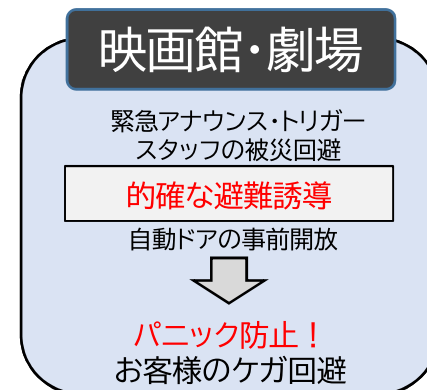 映画館・劇場
緊急アナウンス・トリガー
スタッフの被災回避
的確な避難誘導
自動ドアの事前開放
パニック防止！
お客様のケガ回避